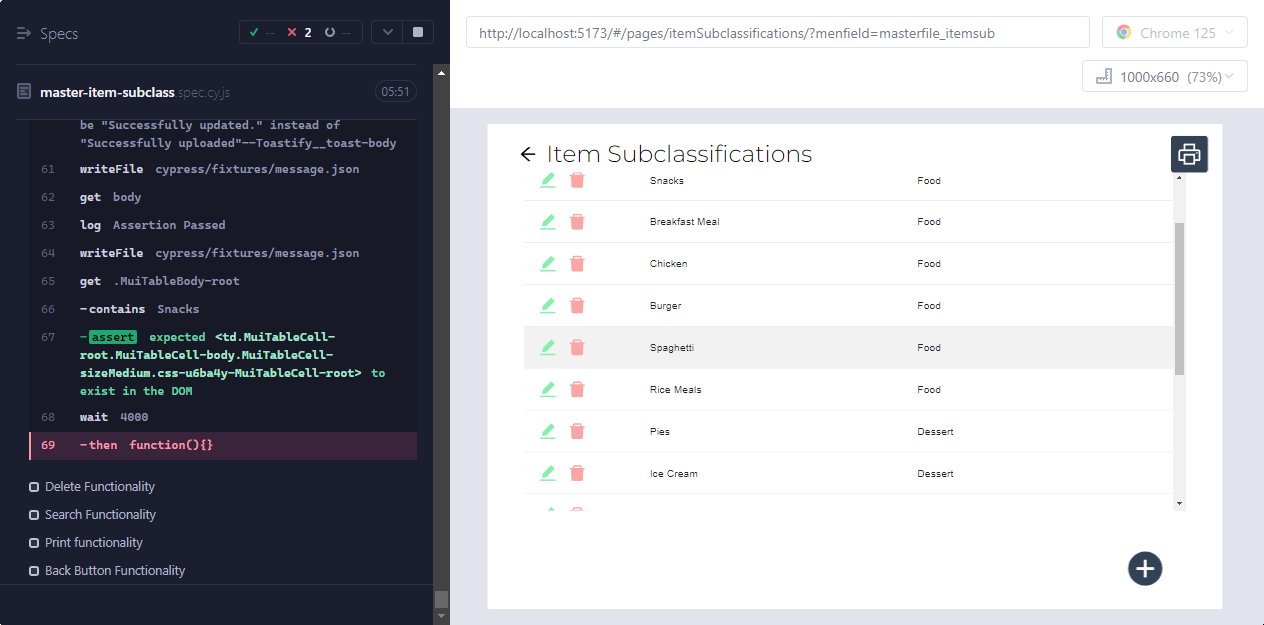 Specs
-- 2 --
master-item-subclass.spec.cy.js 05:51
be "Successfully updated." instead of
"Successfully uploaded"--Toastify__toast-body
61 writeFile cypress/fixtures/message.json
62 get body
63 log Assertion Passed
64 writeFile cypress/fixtures/message.json
65 get .MuiTableBody-root
66 -contains Snacks
67 -assert expected <td.MuiTableCell-
root.MuiTableCell-body.MuiTableCell-
sizeMedium.css-u6ba4y-MuiTableCell-root> to
exist in the DOM
68 wait 4000
69 -then function(){}
Delete Functionality
Search Functionality
Print functionality
Back Button Functionality
http://localhost:5173/#/pages/itemSubclassifications/?menfield=masterfile_itemsub
Chrome 125
1000x660 (73%)
Item Subclassifications
Snacks Food
Breakfast Meal Food
Chicken Food
Burger Food
Spaghetti Food
Rice Meals Food
Pies Dessert
Ice Cream Dessert